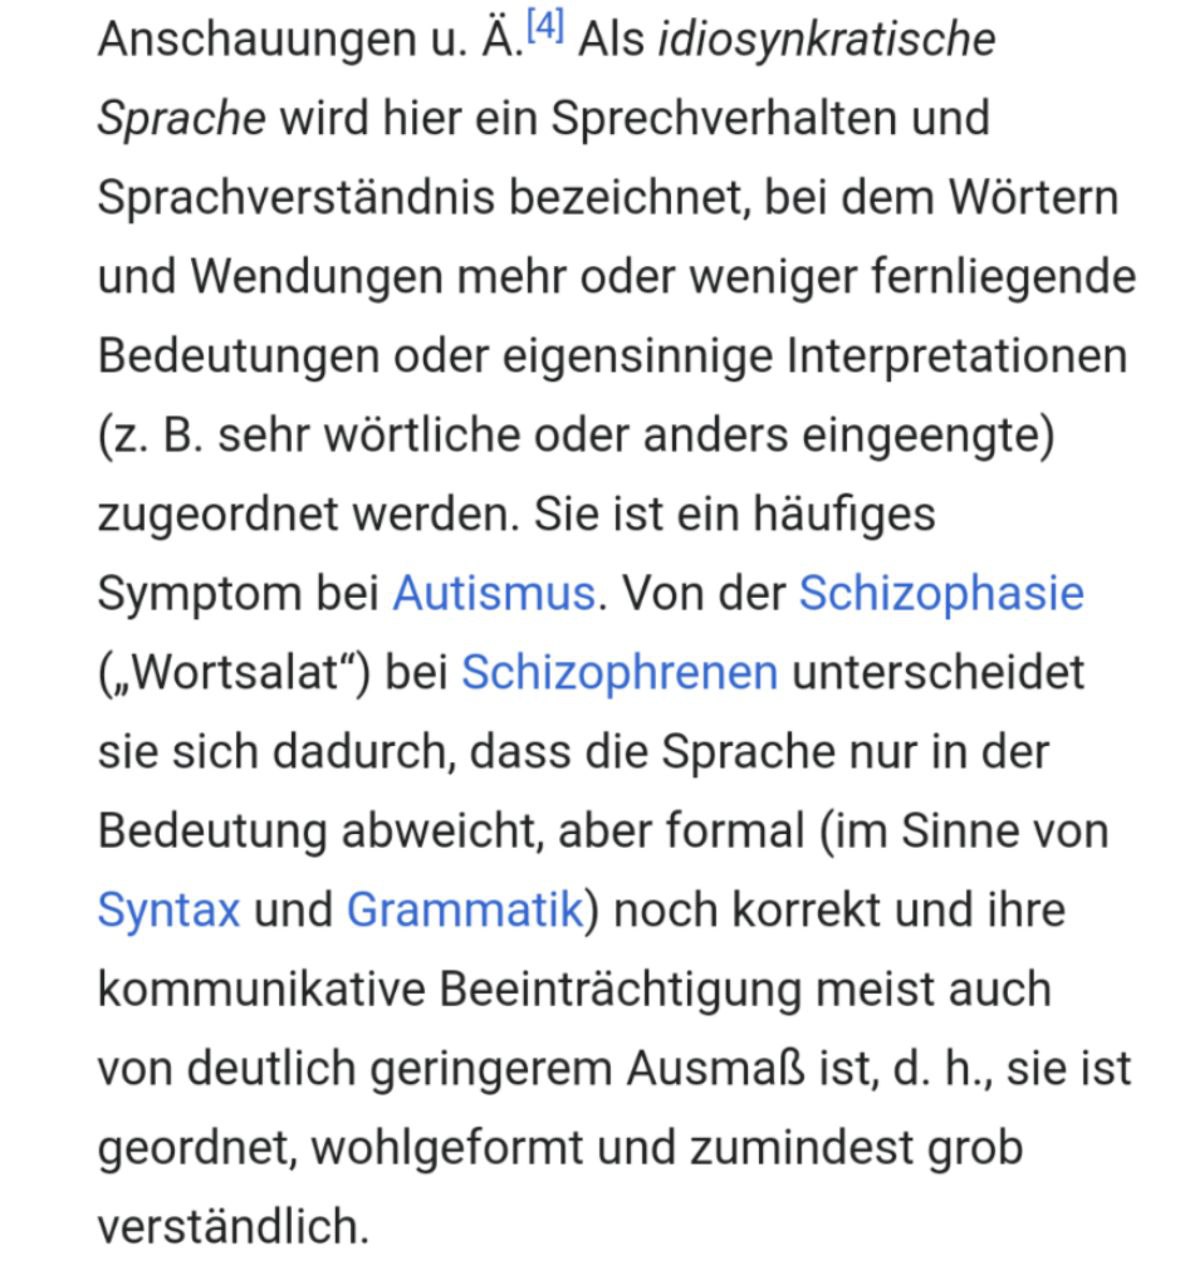 Anschauungen u. Ä.[4] Als idiosynkratische
Sprache wird hier ein Sprechverhalten und
Sprachverständnis bezeichnet, bei dem Wörtern
und Wendungen mehr oder weniger fernliegende
Bedeutungen oder eigensinnige Interpretationen
(z. B. sehr wörtliche oder anders eingeengte)
zugeordnet werden. Sie ist ein häufiges
Symptom bei Autismus. Von der Schizophasie
(„Wortsalat“) bei Schizophrenen unterscheidet
sie sich dadurch, dass die Sprache nur in der
Bedeutung abweicht, aber formal (im Sinne von
Syntax und Grammatik) noch korrekt und ihre
kommunikative Beeinträchtigung meist auch
von deutlich geringerem Ausmaß ist, d. h., sie ist
geordnet, wohlgeformt und zumindest grob
verständlich.